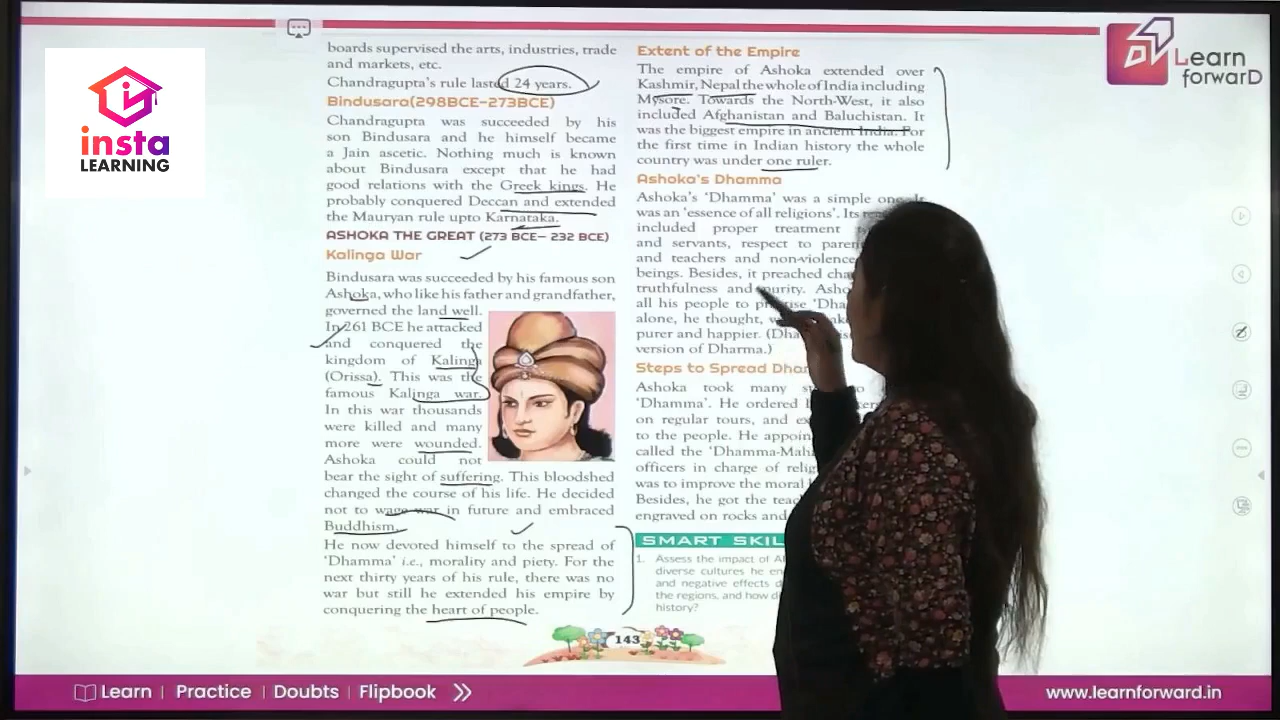 insta
LEARNING
Learn
forwarD
boards supervised the arts, industries, trade
and markets, etc.
Chandragupta's rule lasted 24 years.
Bindusara(298BCE-273BCE)
Chandragupta was succeeded by his
son Bindusara and he himself became
a Jain ascetic. Nothing much is known
about Bindusara except that he had
good relations with the Greek kings. He
probably conquered Deccan and extended
the Mauryan rule upto Karnataka.
ASHOKA THE GREAT (273 BCE– 232 BCE)
Kalinga War
Bindusara was succeeded by his famous son
Ashoka, who like his father and grandfather,
governed the land well.
In 261 BCE he attacked
and conquered the
kingdom of Kalinga
(Orissa). This was the
famous Kalinga war.
In this war thousands
were killed and many
more were wounded.
Ashoka could not
bear the sight of suffering. This bloodshed
changed the course of his life. He decided
not to wage war in future and embraced
Buddhism.
He now devoted himself to the spread of
'Dhamma' i.e., morality and piety. For the
next thirty years of his rule, there was no
war but still he extended his empire by
conquering the heart of people.
Extent of the Empire
The empire of Ashoka extended over
Kashmir, Nepal the whole of India including
Mysore. Towards the North-West, it also
included Afghanistan and Baluchistan. It
was the biggest empire in ancient India. For
the first time in Indian history the whole
country was under one ruler.
Ashoka's Dhamma
Ashoka's 'Dhamma' was a simple one. It
was an 'essence of all religions'. Its
included proper treatment
and servants, respect to
and teachers and non-violence
beings. Besides, it preached
truthfulness and purity.
all his people to
alone, he thought,
purer and happier.
version of Dharma.)
Steps to Spread
Ashoka took many
'Dhamma'. He ordered
on regular tours, and
to the people. He
called the
officers in charge of
was to improve the moral
Besides, he got the
engraved on rocks and
SMART
1. Assess the impact of
diverse cultures he
and negative effects
the regions, and how
history?
143
Learn | Practice | Doubts | Flipbook
www.learnforward.in